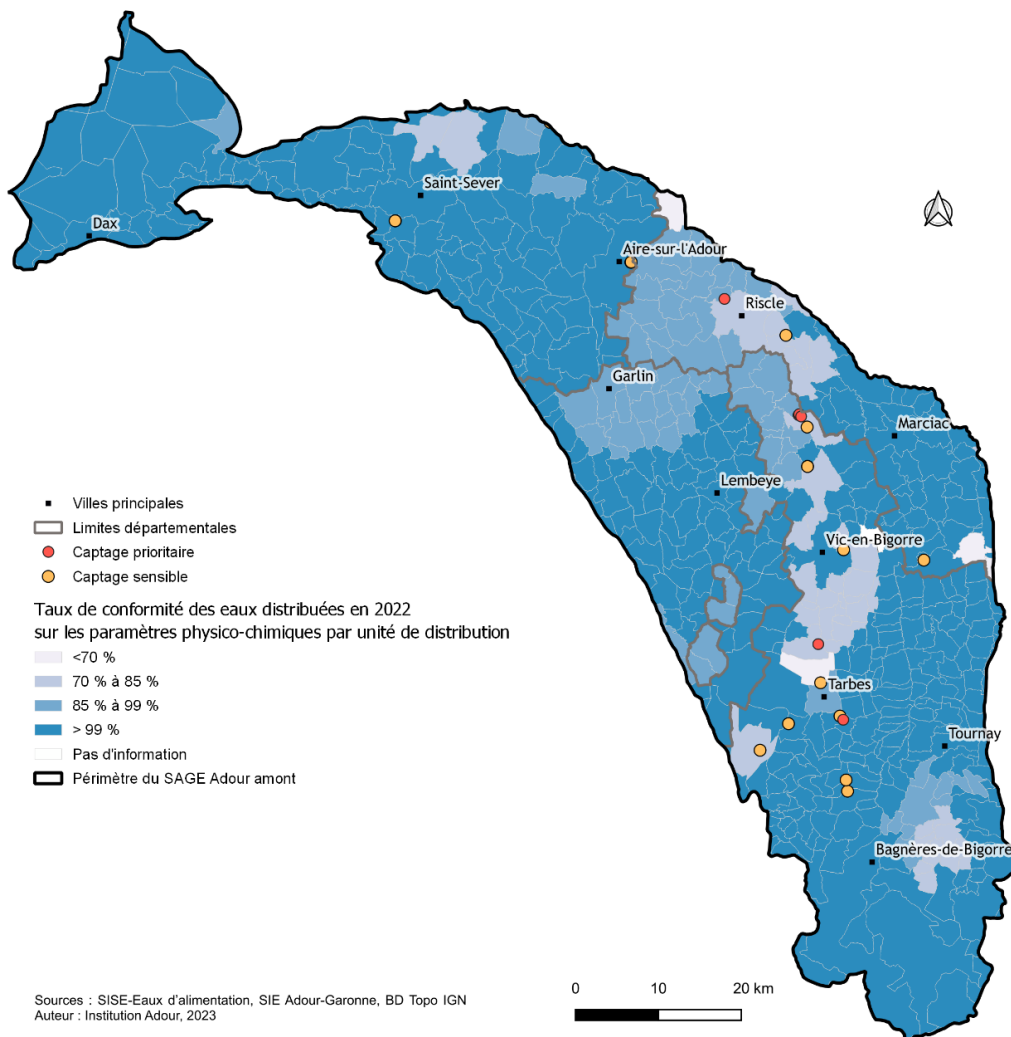 Saint-Sever
Dax
Aire-sur-l'Adour
Riscle
Garlin
Marciac
Lembeye
Vic-en-Bigorre
Tarbes
Tournay
Bagnères-de-Bigorre
Villes principales
Limites départementales
Captage prioritaire
Captage sensible
Taux de conformité des eaux distribuées en 2022
sur les paramètres physico-chimiques par unité de distribution
<70 %
70 % à 85 %
85 % à 99 %
> 99 %
Pas d'information
Périmètre du SAGE Adour amont
Sources : SISE-Eaux d'alimentation, SIE Adour-Garonne, BD Topo IGN
Auteur : Institution Adour, 2023
0 10 20 km